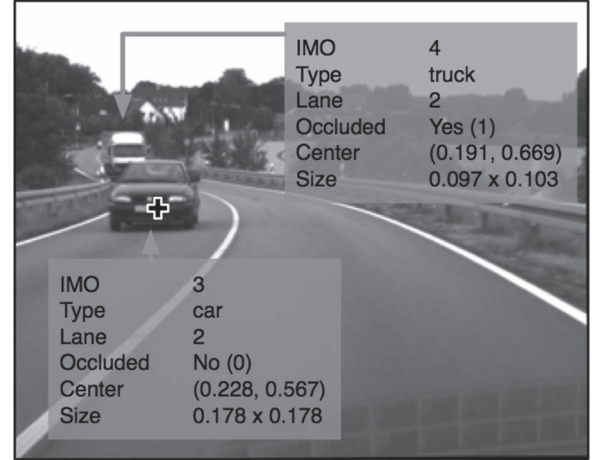 IMO 4
Type truck
Lane 2
Occluded Yes (1)
Center (0.191, 0.669)
Size 0.097 x 0.103
IMO 3
Type car
Lane 2
Occluded No (0)
Center (0.228, 0.567)
Size 0.178 x 0.178